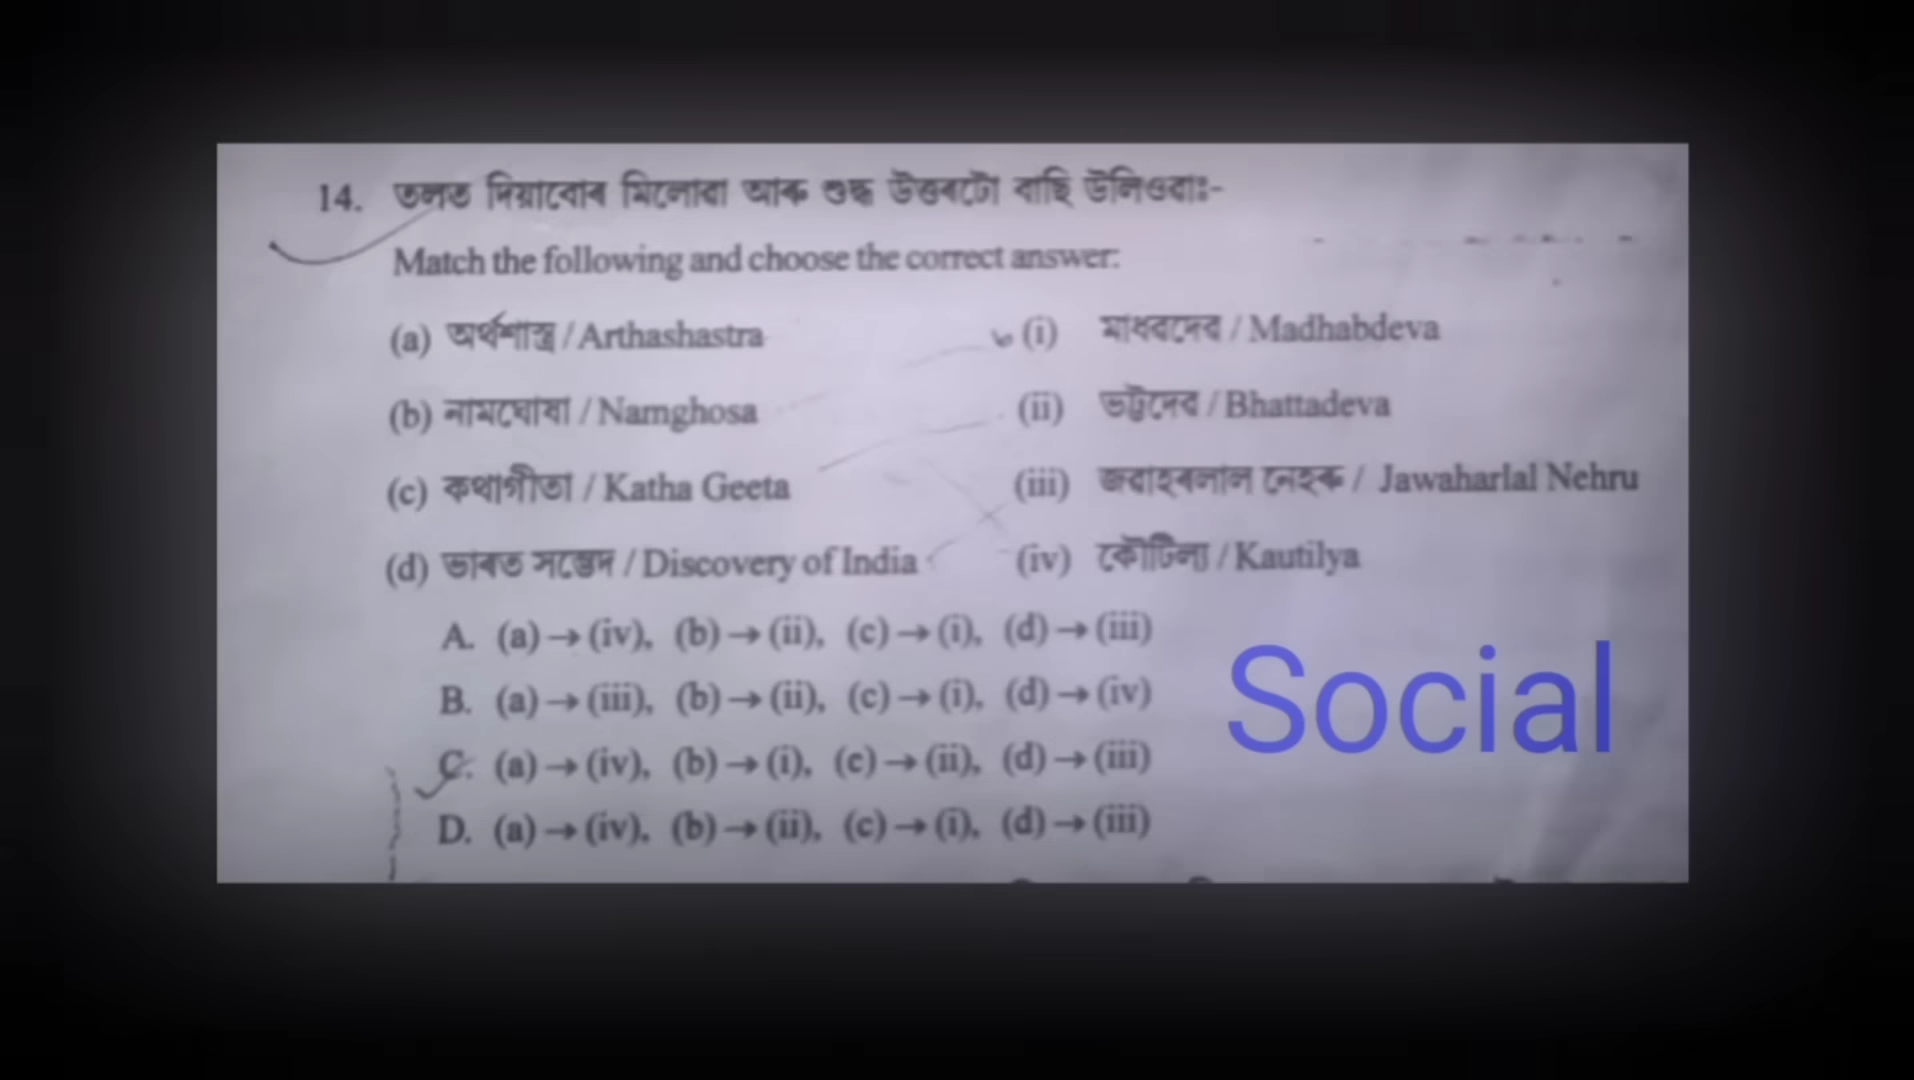 14. তলত দিয়াবোৰ মিলোৱা আৰু শুদ্ধ উত্তৰটো বাছি উলিওৱাঃ-
Match the following and choose the correct answer:
(a) অৰ্থশাস্ত্ৰ / Arthashastra (i) মাধৱদেৱ / Madhabdeva
(b) নামঘোষা / Namghosa (ii) ভট্টদেৱ / Bhattadeva
(c) কথাগীতা / Katha Geeta (iii) জৱাহৰলাল নেহৰু / Jawaharlal Nehru
(d) ভাৰত সম্ভেদ / Discovery of India (iv) কৌটিল্য / Kautilya
A. (a)→(iv), (b)→(ii), (c)→(i), (d)→(iii)
B. (a)→(iii), (b)→(ii), (c)→(i), (d)→(iv)
C. (a)→(iv), (b)→(i), (c)→(ii), (d)→(iii)
D. (a)→(iv), (b)→(ii), (c)→(i), (d)→(iii)
Social